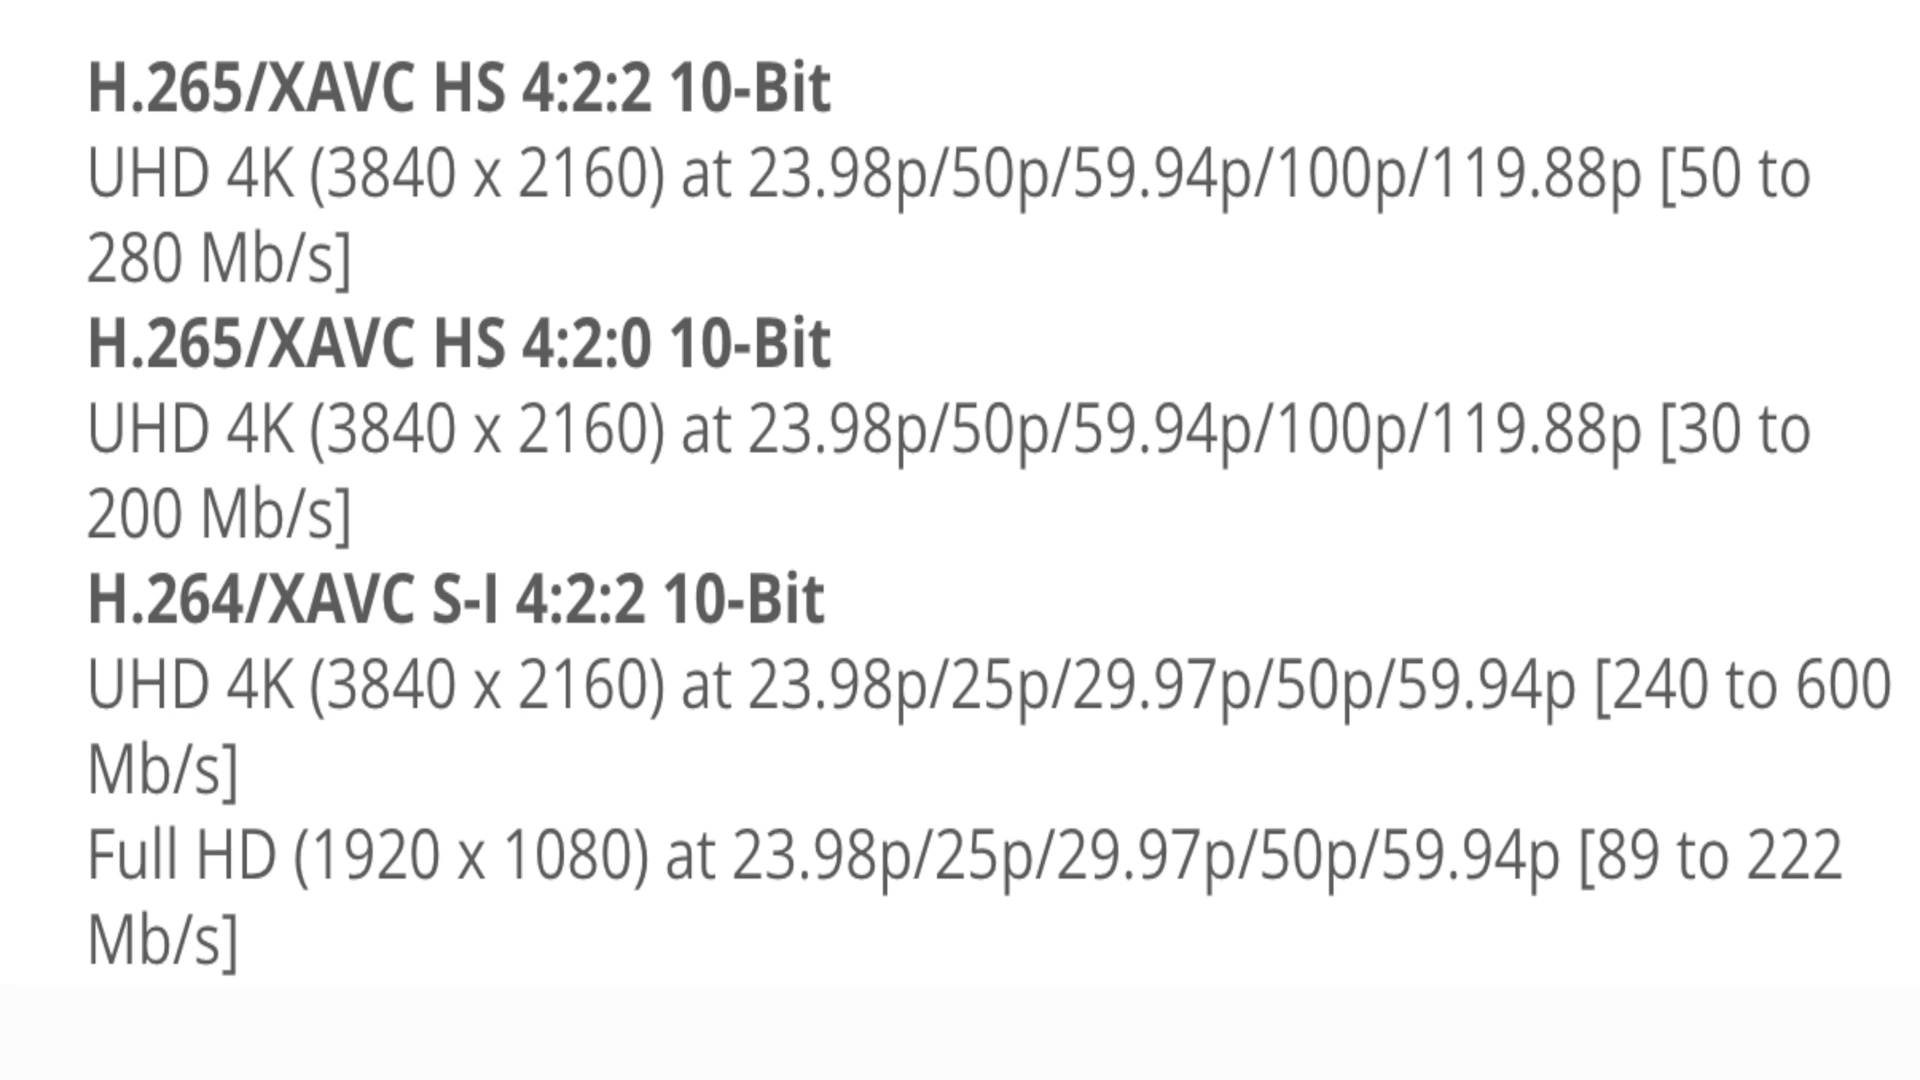 H.265/XAVC HS 4:2:2 10-Bit
UHD 4K (3840 x 2160) at 23.98p/50p/59.94p/100p/119.88p [50 to
280 Mb/s]
H.265/XAVC HS 4:2:0 10-Bit
UHD 4K (3840 x 2160) at 23.98p/50p/59.94p/100p/119.88p [30 to
200 Mb/s]
H.264/XAVC S-I 4:2:2 10-Bit
UHD 4K (3840 x 2160) at 23.98p/25p/29.97p/50p/59.94p [240 to 600
Mb/s]
Full HD (1920 x 1080) at 23.98p/25p/29.97p/50p/59.94p [89 to 222
Mb/s]